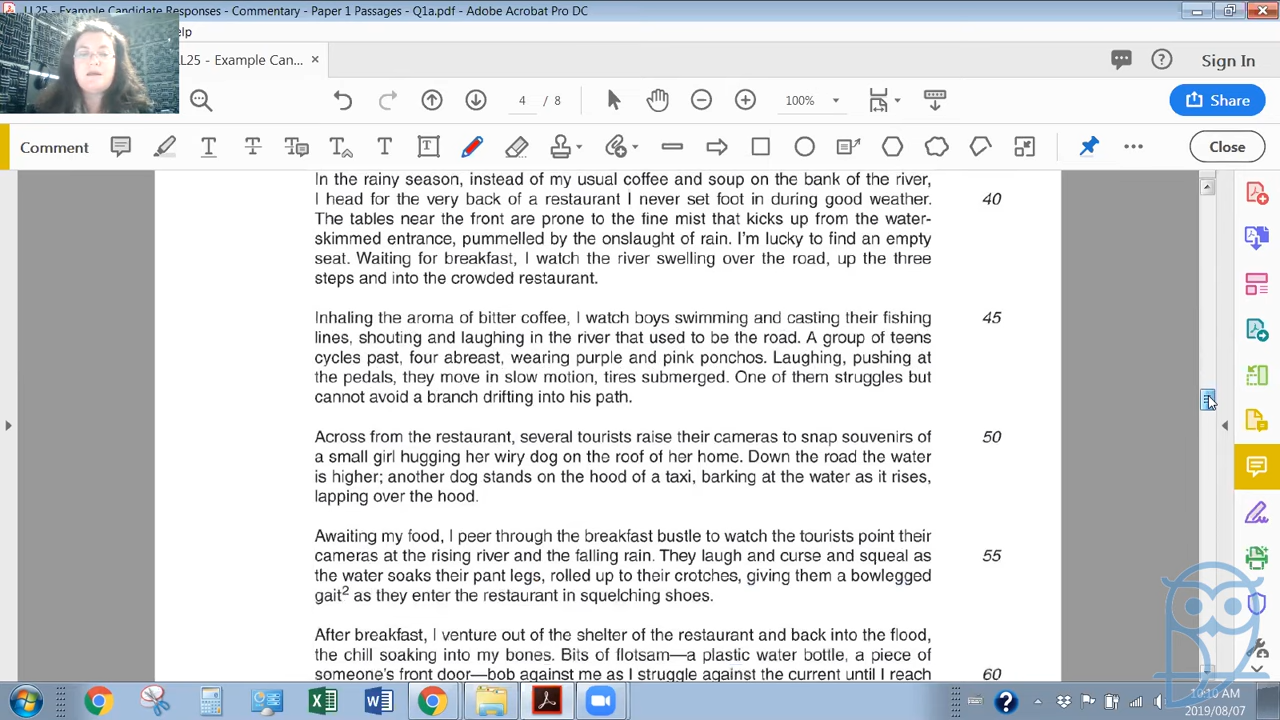 LL25 - Example Candidate Responses - Commentary - Paper 1 Passages - Q1a.pdf - Adobe Acrobat Pro DC
elp
LL25 - Example Can...
Sign In
4 / 8
100%
Share
Comment
Close
In the rainy season, instead of my usual coffee and soup on the bank of the river,
I head for the very back of a restaurant I never set foot in during good weather. 40
The tables near the front are prone to the fine mist that kicks up from the water-
skimmed entrance, pummelled by the onslaught of rain. I'm lucky to find an empty
seat. Waiting for breakfast, I watch the river swelling over the road, up the three
steps and into the crowded restaurant.
Inhaling the aroma of bitter coffee, I watch boys swimming and casting their fishing 45
lines, shouting and laughing in the river that used to be the road. A group of teens
cycles past, four abreast, wearing purple and pink ponchos. Laughing, pushing at
the pedals, they move in slow motion, tires submerged. One of them struggles but
cannot avoid a branch drifting into his path.
Across from the restaurant, several tourists raise their cameras to snap souvenirs of 50
a small girl hugging her wiry dog on the roof of her home. Down the road the water
is higher; another dog stands on the hood of a taxi, barking at the water as it rises,
lapping over the hood.
Awaiting my food, I peer through the breakfast bustle to watch the tourists point their
cameras at the rising river and the falling rain. They laugh and curse and squeal as 55
the water soaks their pant legs, rolled up to their crotches, giving them a bowlegged
gait² as they enter the restaurant in squelching shoes.
After breakfast, I venture out of the shelter of the restaurant and back into the flood,
the chill soaking into my bones. Bits of flotsam—a plastic water bottle, a piece of
someone's front door—bob against me as I struggle against the current until I reach 60
10:10 AM
2019/08/07